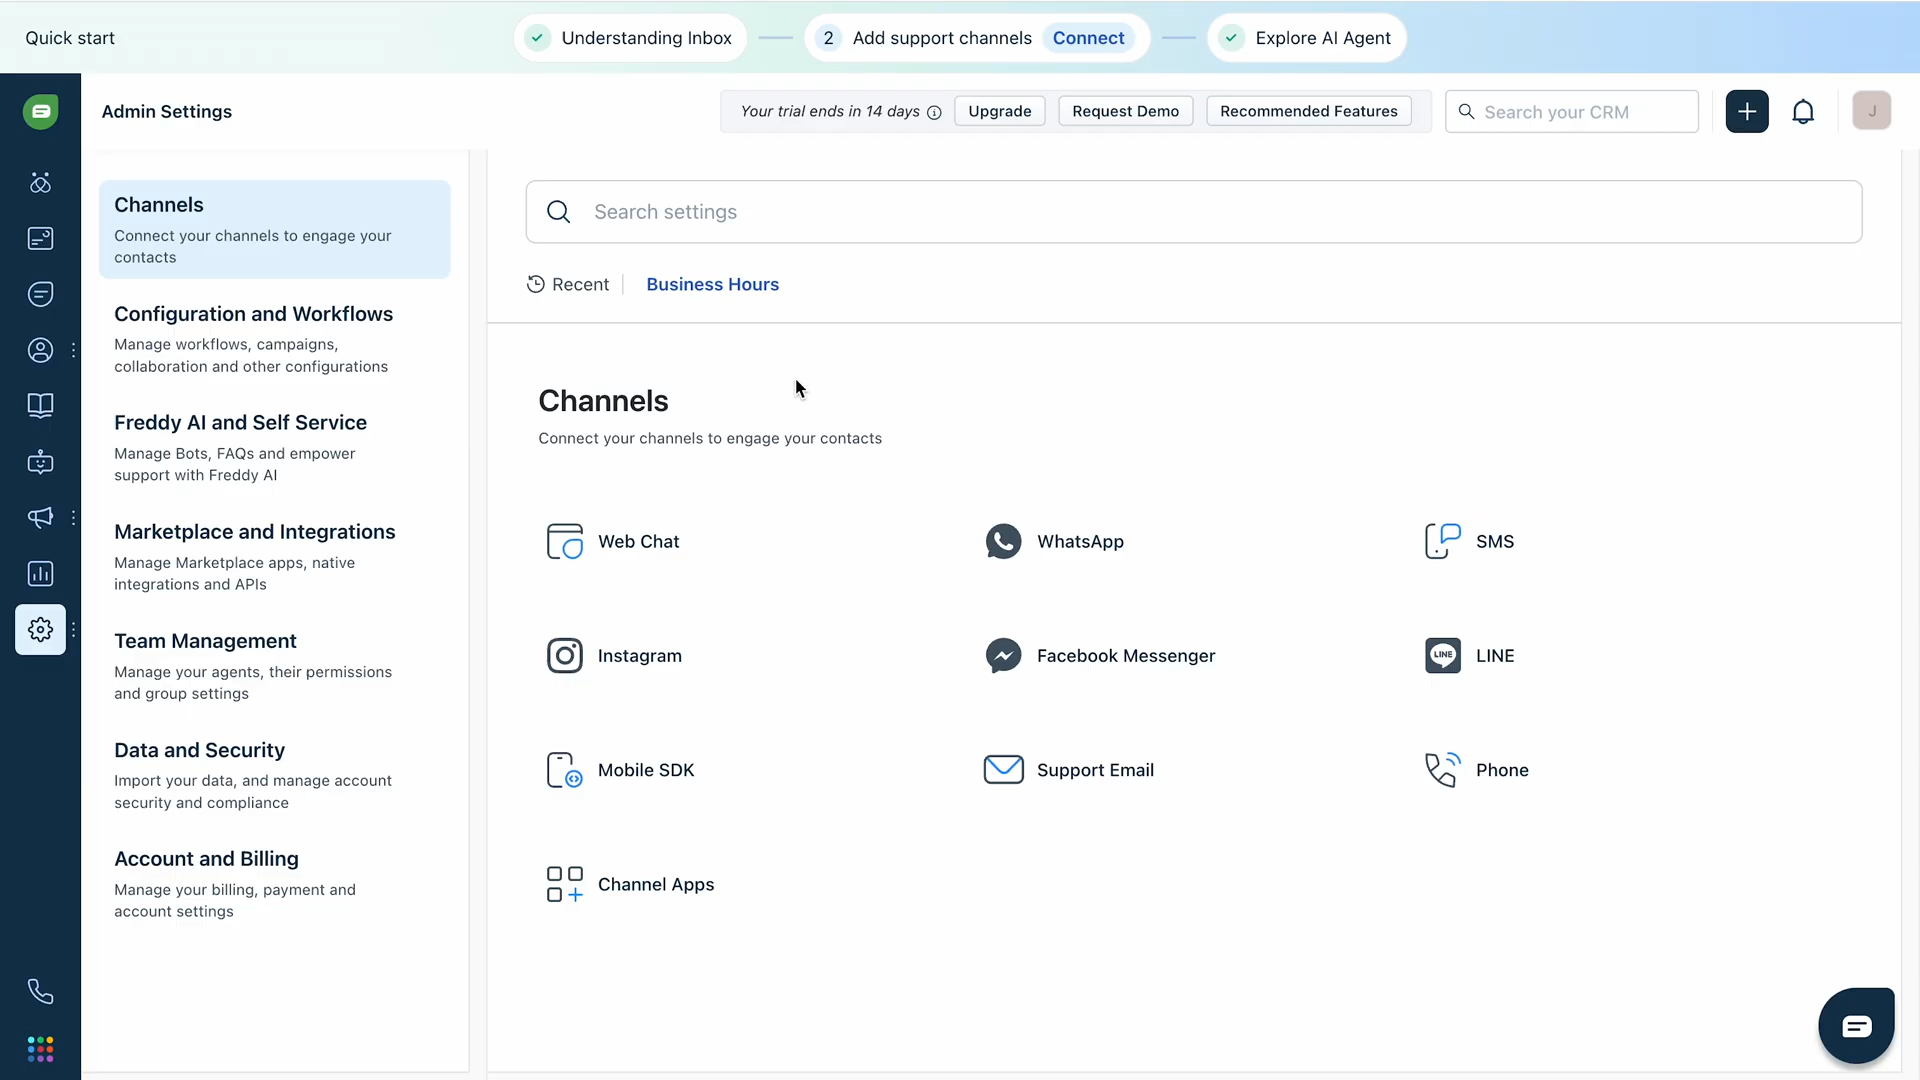 Quick start
Understanding Inbox
2 Add support channels Connect
Explore AI Agent
Admin Settings
Your trial ends in 14 days
Upgrade
Request Demo
Recommended Features
Search your CRM
J
Channels
Connect your channels to engage your
contacts
Configuration and Workflows
Manage workflows, campaigns,
collaboration and other configurations
Freddy AI and Self Service
Manage Bots, FAQs and empower
support with Freddy AI
Marketplace and Integrations
Manage Marketplace apps, native
integrations and APIs
Team Management
Manage your agents, their permissions
and group settings
Data and Security
Import your data, and manage account
security and compliance
Account and Billing
Manage your billing, payment and
account settings
Search settings
Recent
Business Hours
Channels
Connect your channels to engage your contacts
Web Chat
WhatsApp
SMS
Instagram
Facebook Messenger
LINE
LINE
Mobile SDK
Support Email
Phone
Channel Apps